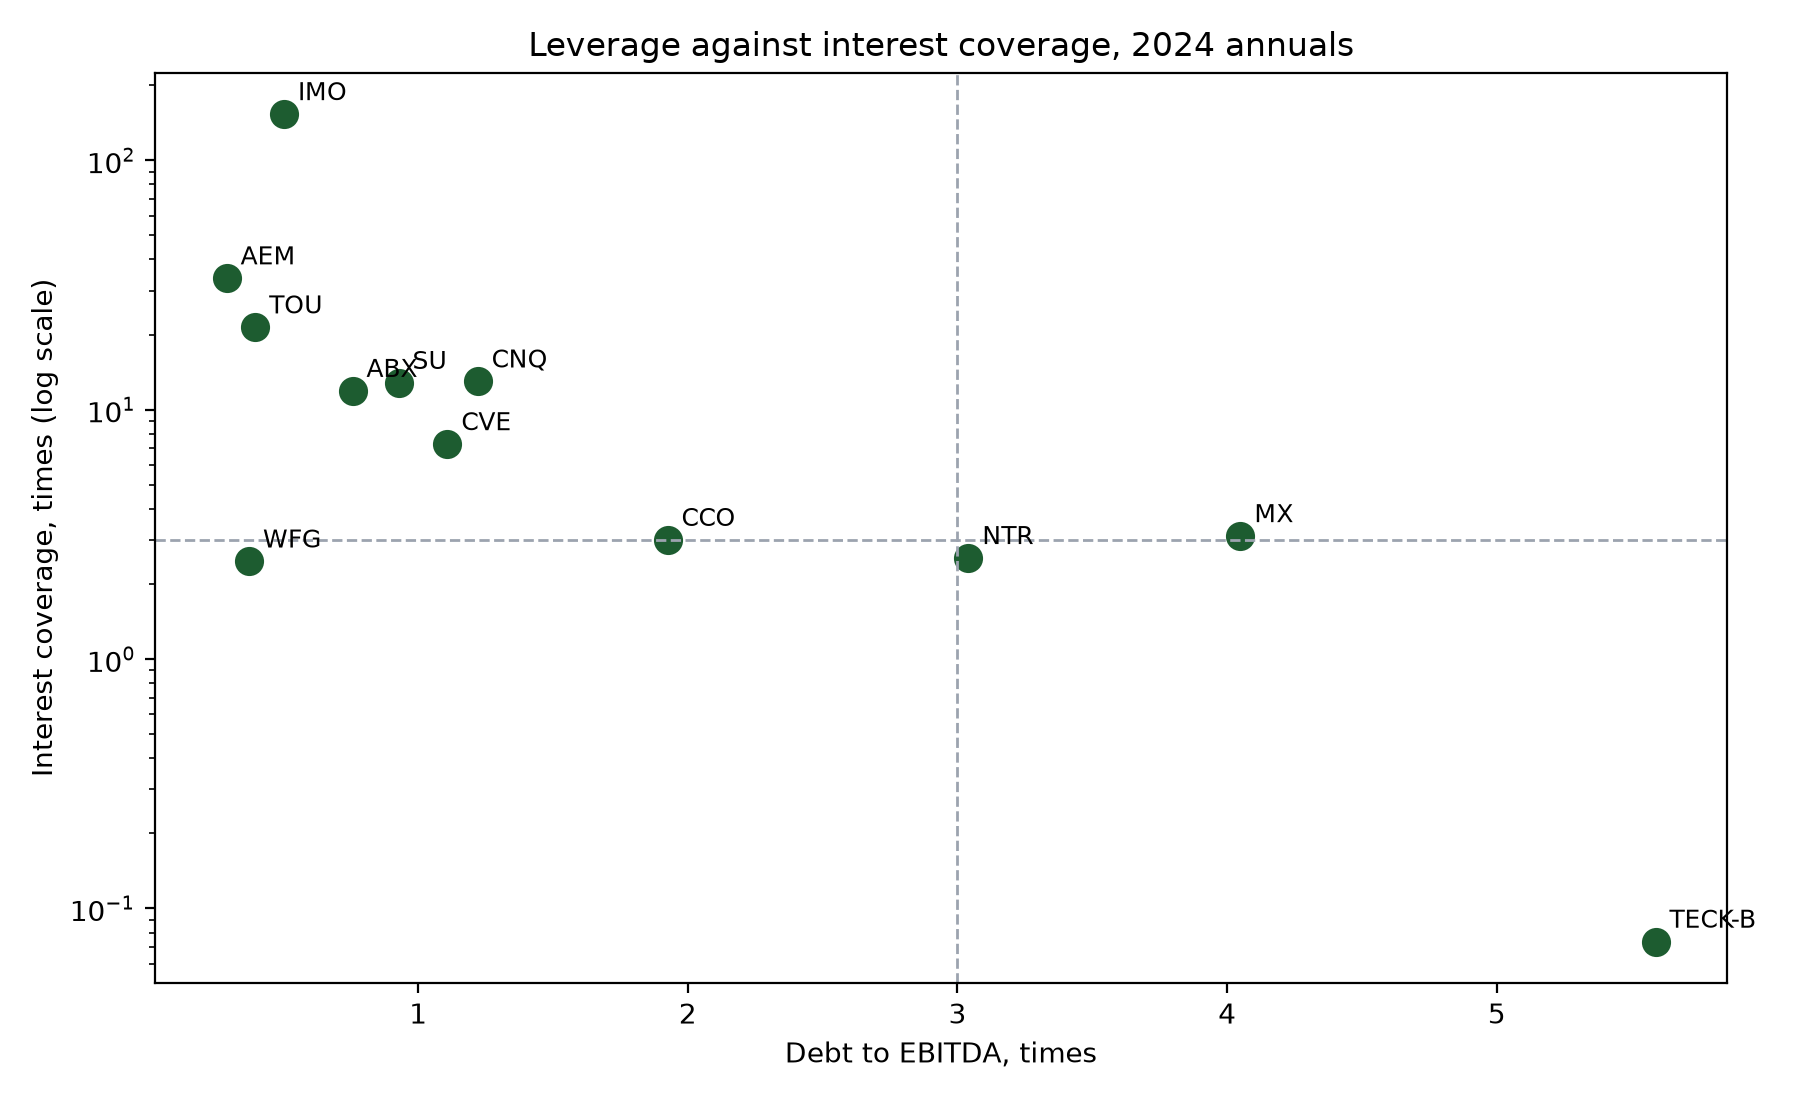 Leverage against interest coverage, 2024 annuals
Interest coverage, times (log scale)
10²
10¹
10⁰
10⁻¹
IMO
AEM
TOU
ABX
SU
CNQ
CVE
WFG
CCO
NTR
MX
TECK-B
1
2
3
4
5
Debt to EBITDA, times